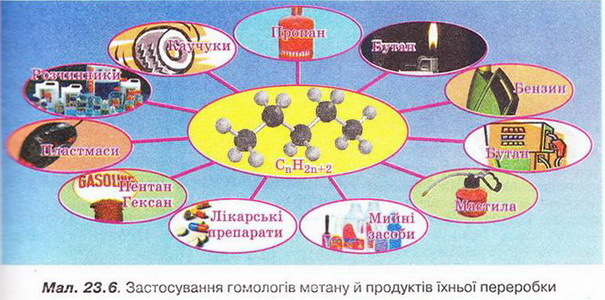 Пропан
Каучуки
Бутан
Розчинники
Бензин
Пластмаси
CnH2n+2
Бутан
GASOLINE
Пентан
Гексан
Мастила
Лікарські
препарати
Мийні
засоби
Мал. 23.6. Застосування гомологів метану й продуктів їхньої переробки